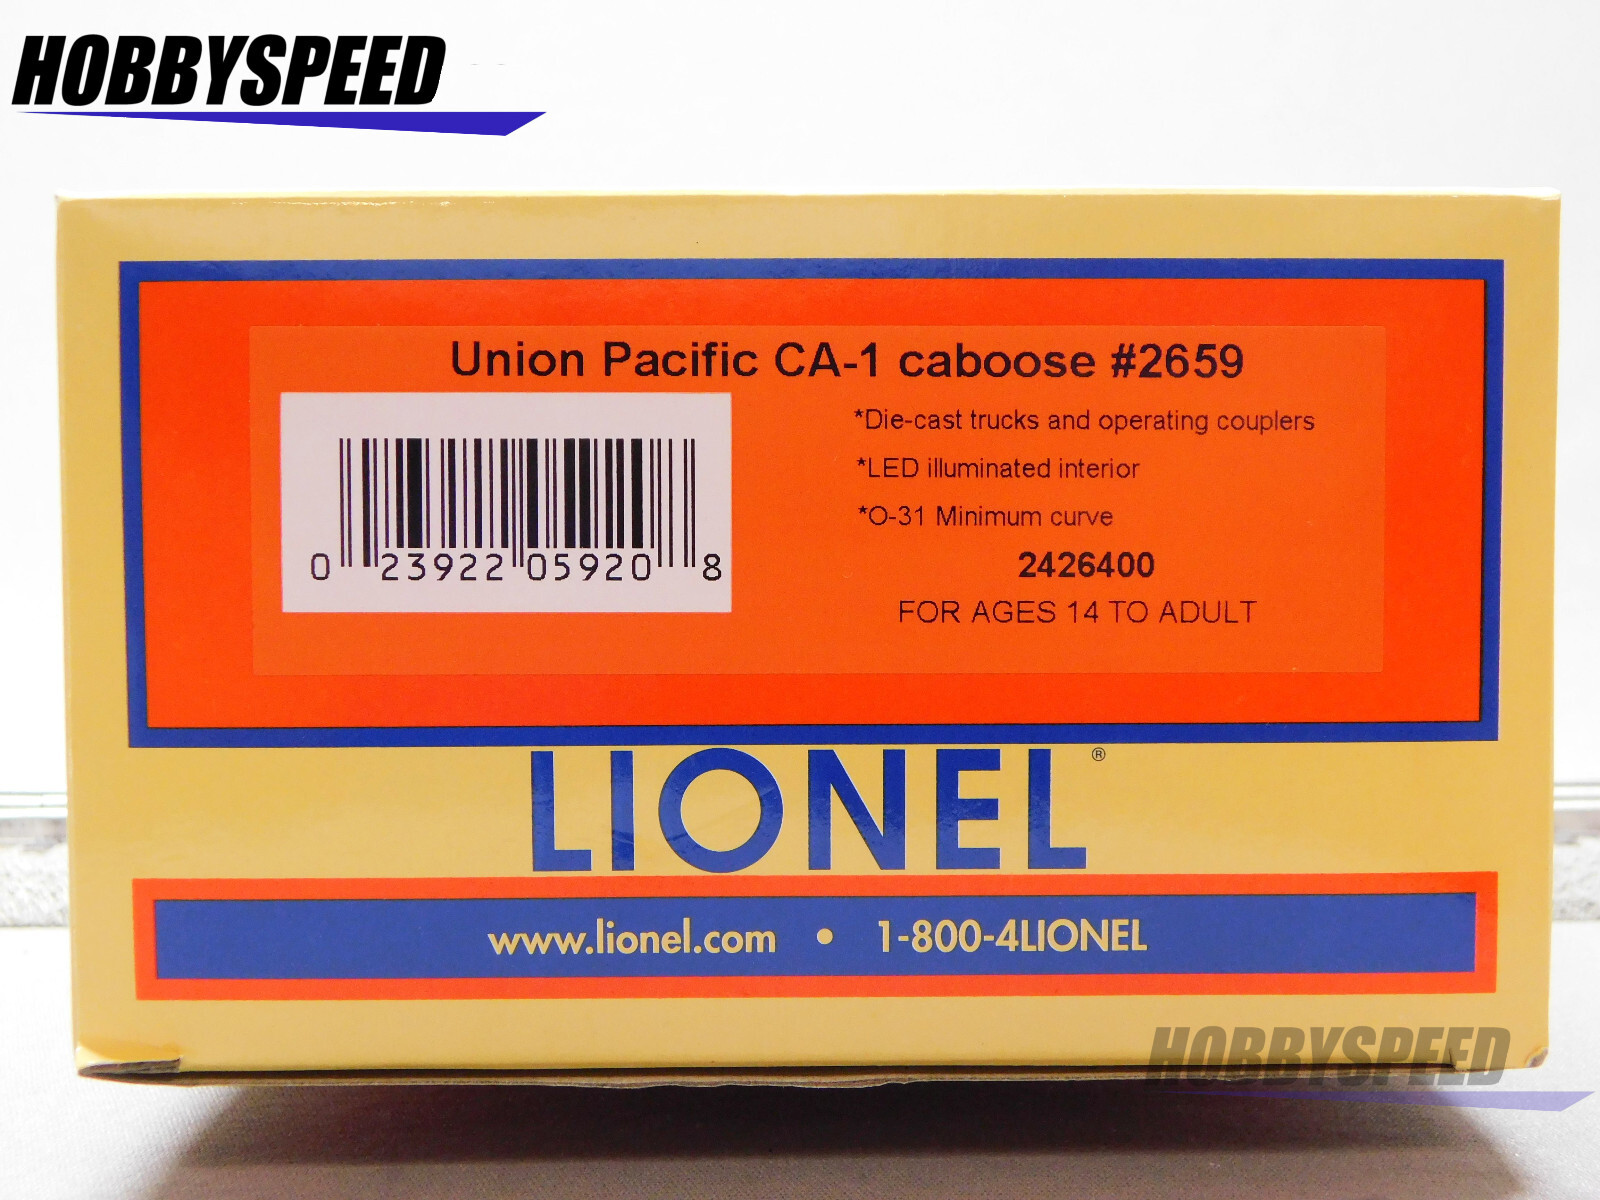 HOBBYSPEED
Union Pacific CA-1 caboose #2659
*Die-cast trucks and operating couplers
*LED illuminated interior
*O-31 Minimum curve
2426400
FOR AGES 14 TO ADULT
0 23922 05920 8
LIONEL®
www.lionel.com • 1-800-4LIONEL
HOBBYSPEED